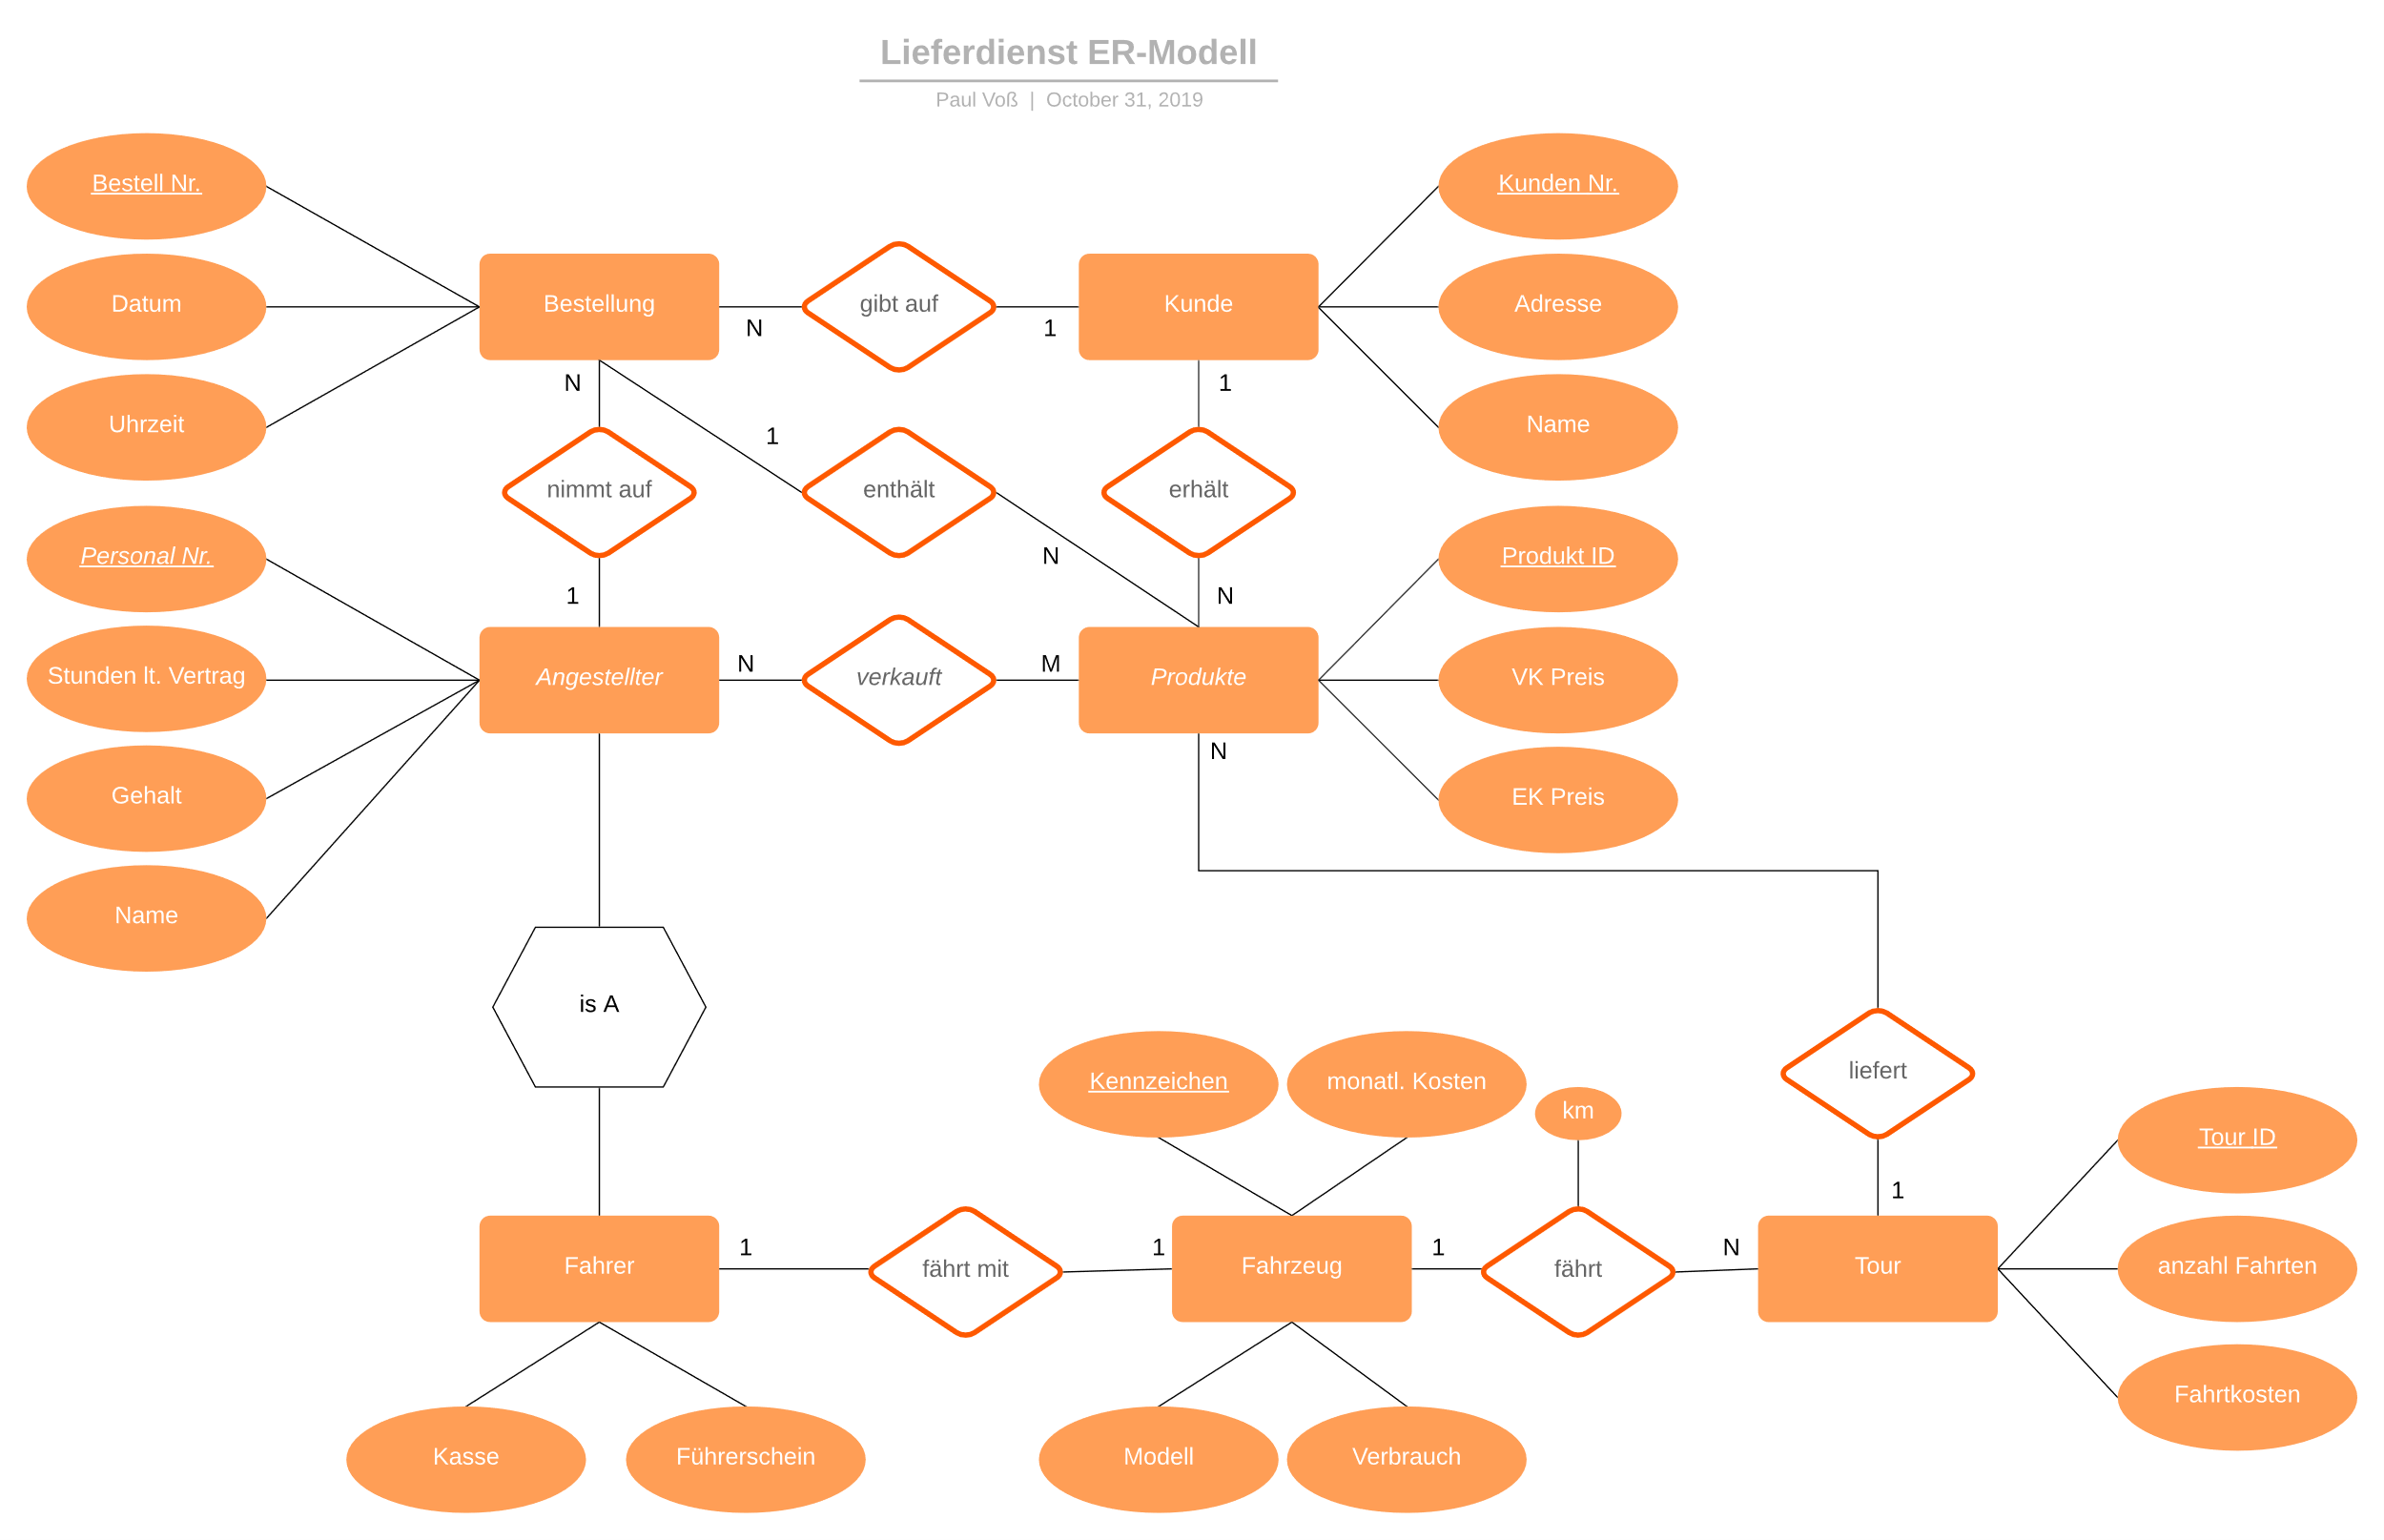 Lieferdienst ER-Modell
Paul Voß | October 31, 2019
Bestell Nr.
Kunden Nr.
Datum
Bestellung
gibt auf
Kunde
Adresse
N
1
N
1
Uhrzeit
Name
1
nimmt auf
enthält
erhält
Personal Nr.
N
Produkt ID
1
N
N
M
Stunden lt. Vertrag
Angestellter
verkauft
Produkte
VK Preis
N
Gehalt
EK Preis
Name
is A
Kennzeichen
monatl. Kosten
liefert
km
Tour ID
1
1
1
1
N
Fahrer
fährt mit
Fahrzeug
fährt
Tour
anzahl Fahrten
Fahrtkosten
Kasse
Führerschein
Modell
Verbrauch